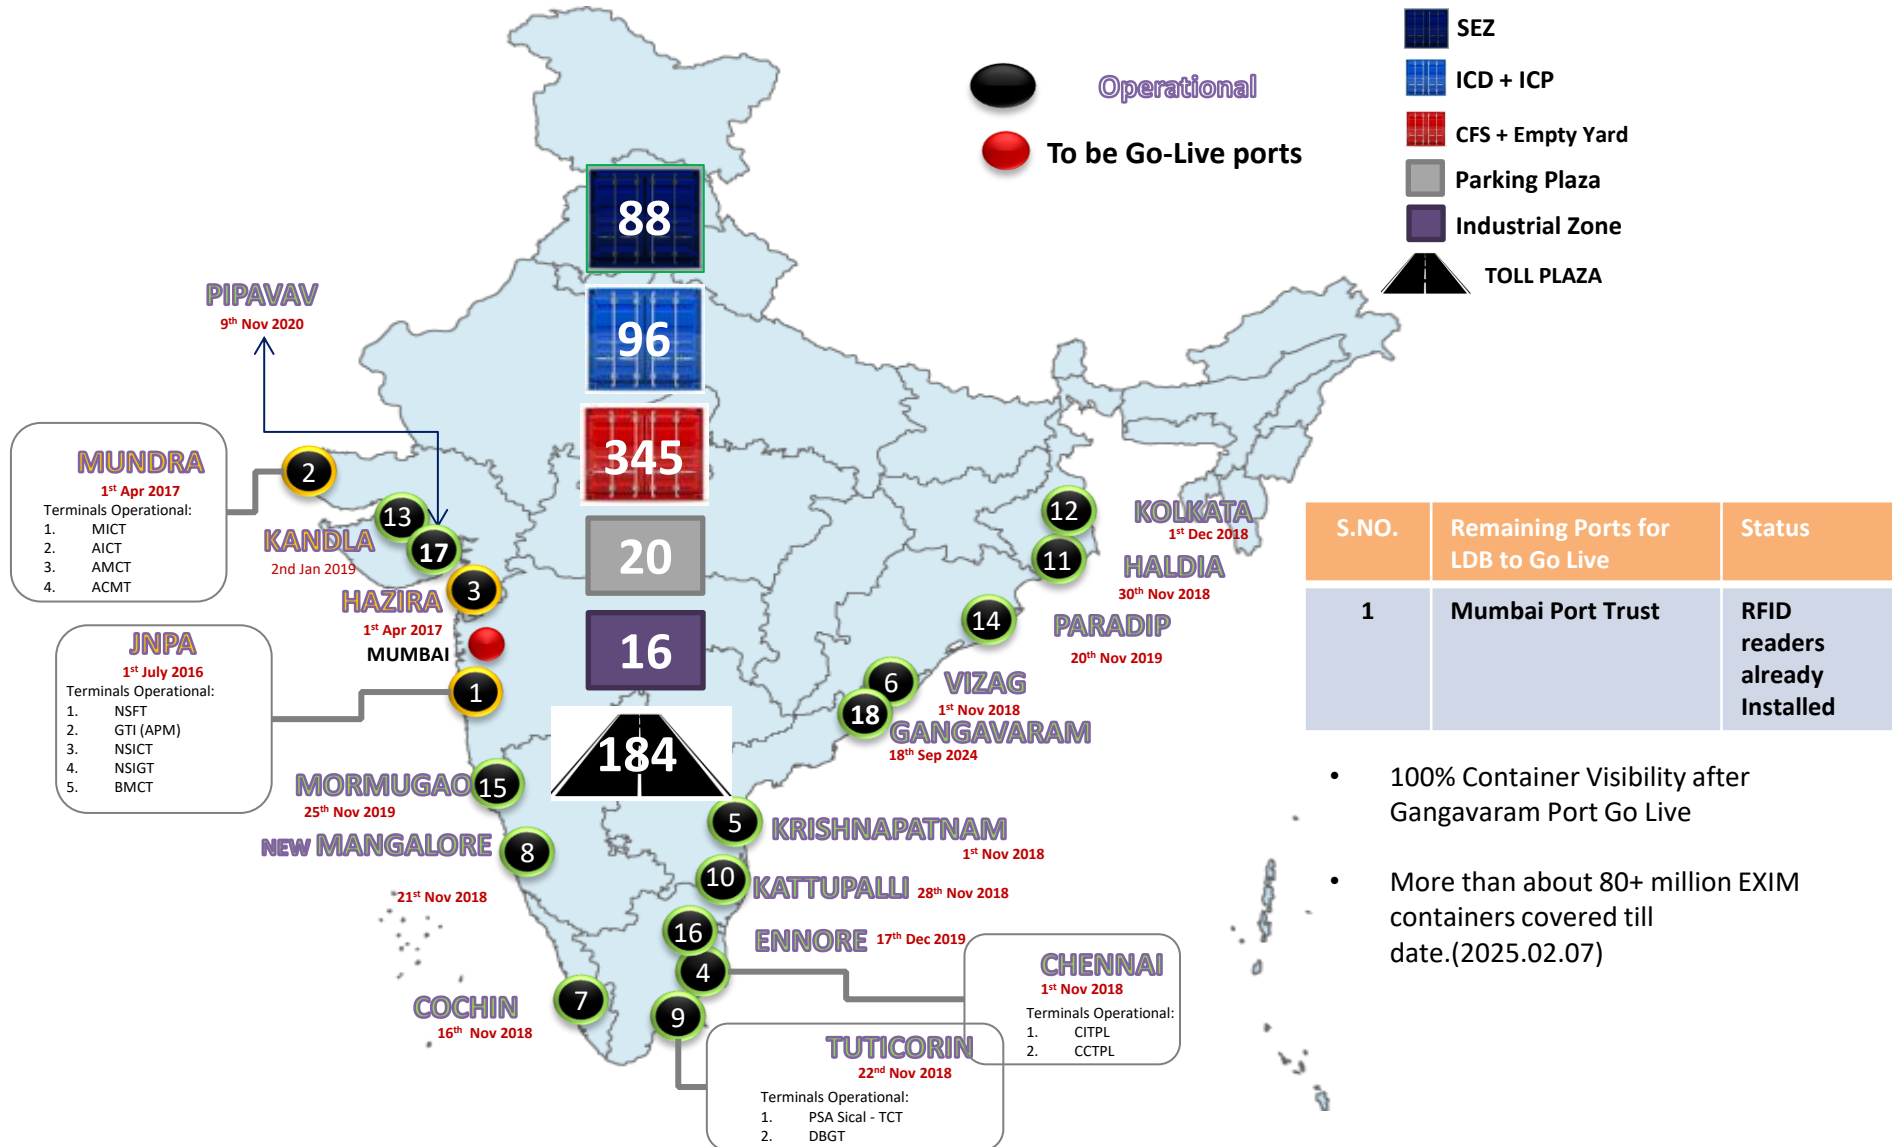 SEZ
ICD + ICP
CFS + Empty Yard
Parking Plaza
Industrial Zone
TOLL PLAZA
Operational
To be Go-Live ports
88
96
345
20
16
184
PIPAVAV
9th Nov 2020
17
MUNDRA
1st Apr 2017
Terminals Operational:
1. MICT
2. AICT
3. AMCT
4. ACMT
2
13
KANDLA
2nd Jan 2019
3
HAZIRA
1st Apr 2017
MUMBAI
JNPA
1st July 2016
Terminals Operational:
1. NSFT
2. GTI (APM)
3. NSICT
4. NSIGT
5. BMCT
1
MORMUGAO
15
25th Nov 2019
NEW MANGALORE
8
21st Nov 2018
COCHIN
7
16th Nov 2018
12
KOLKATA
1st Dec 2018
11
HALDIA
30th Nov 2018
14
PARADIP
20th Nov 2019
6
VIZAG
1st Nov 2018
18
GANGAVARAM
18th Sep 2024
5
KRISHNAPATNAM
1st Nov 2018
10
KATTUPALLI 28th Nov 2018
16
ENNORE 17th Dec 2019
4
CHENNAI
1st Nov 2018
Terminals Operational:
1. CITPL
2. CCTPL
9
TUTICORIN
22nd Nov 2018
Terminals Operational:
1. PSA Sical - TCT
2. DBGT
S.NO. Remaining Ports for LDB to Go Live Status
1 Mumbai Port Trust RFID readers already Installed
• 100% Container Visibility after
Gangavaram Port Go Live
• More than about 80+ million EXIM
containers covered till
date.(2025.02.07)